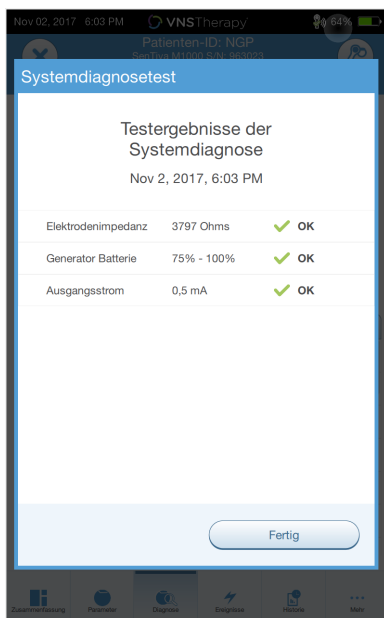 Nov 02, 2017 6:03 PM VNSTherapy 64%
Patienten-ID: NGP
SenTiva M1000 S/N: 963023
Systemdiagnosetest
Testergebnisse der
Systemdiagnose
Nov 2, 2017, 6:03 PM
Elektrodenimpedanz 3797 Ohms OK
Generator Batterie 75% - 100% OK
Ausgangsstrom 0,5 mA OK
Fertig
Zusammenfassung Parameter Diagnose Ereignisse Historie Mehr